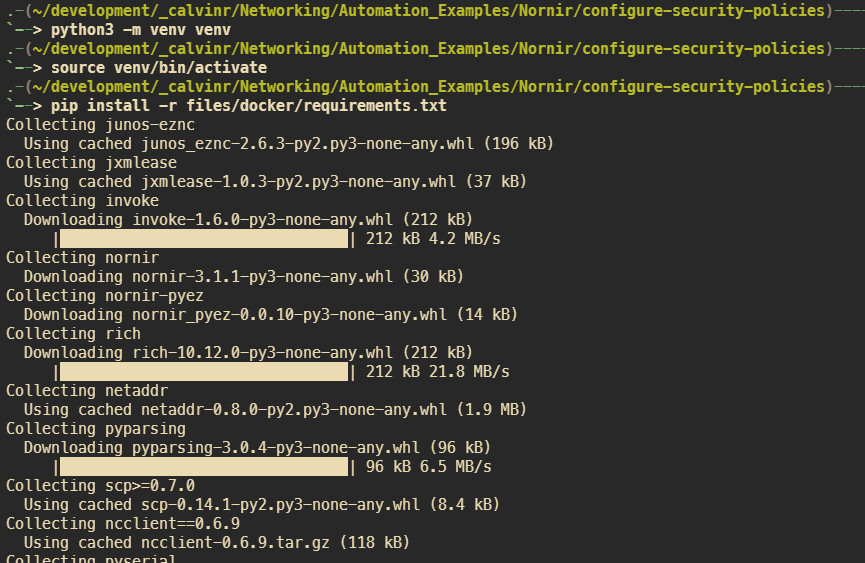 .-(~/development/_calvinr/Networking/Automation_Examples/Nornir/configure-security-policies)----
`--> python3 -m venv venv
.-(~/development/_calvinr/Networking/Automation_Examples/Nornir/configure-security-policies)----
`--> source venv/bin/activate
.-(~/development/_calvinr/Networking/Automation_Examples/Nornir/configure-security-policies)----
`--> pip install -r files/docker/requirements.txt
Collecting junos-eznc
  Using cached junos_eznc-2.6.3-py2.py3-none-any.whl (196 kB)
Collecting jxmlease
  Using cached jxmlease-1.0.3-py2.py3-none-any.whl (37 kB)
Collecting invoke
  Downloading invoke-1.6.0-py3-none-any.whl (212 kB)
     |████████████████████████████████| 212 kB 4.2 MB/s
Collecting nornir
  Downloading nornir-3.1.1-py3-none-any.whl (30 kB)
Collecting nornir-pyez
  Downloading nornir_pyez-0.0.10-py3-none-any.whl (14 kB)
Collecting rich
  Downloading rich-10.12.0-py3-none-any.whl (212 kB)
     |████████████████████████████████| 212 kB 21.8 MB/s
Collecting netaddr
  Using cached netaddr-0.8.0-py2.py3-none-any.whl (1.9 MB)
Collecting pyparsing
  Downloading pyparsing-3.0.4-py3-none-any.whl (96 kB)
     |████████████████████████████████| 96 kB 6.5 MB/s
Collecting scp>=0.7.0
  Using cached scp-0.14.1-py2.py3-none-any.whl (8.4 kB)
Collecting ncclient==0.6.9
  Using cached ncclient-0.6.9.tar.gz (118 kB)
Collecting pyserial